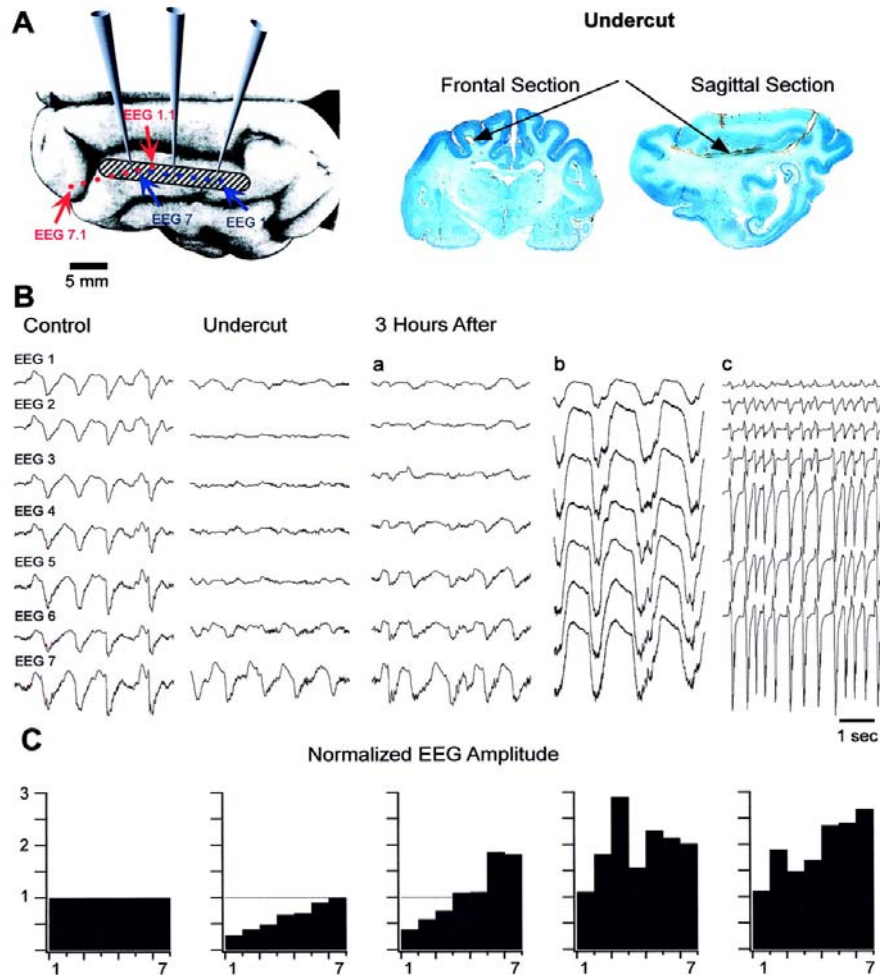 A
Undercut
Frontal Section
Sagittal Section
EEG 1.1
EEG 7
EEG 1
EEG 7.1
5 mm
B
Control
Undercut
3 Hours After
a
b
c
EEG 1
EEG 2
EEG 3
EEG 4
EEG 5
EEG 6
EEG 7
1 sec
C
Normalized EEG Amplitude
3
2
1
1 7
1 7
1 7
1 7
1 7